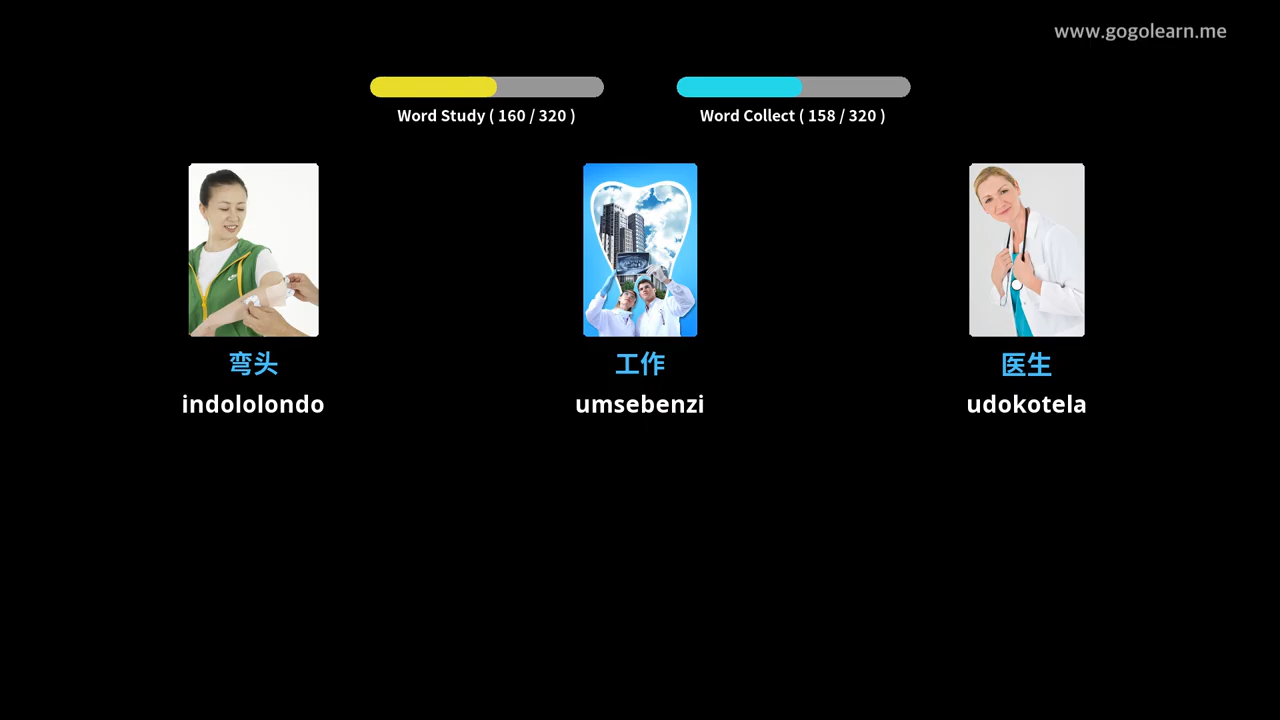 www.gogolearn.me
Word Study ( 160 / 320 )
Word Collect ( 158 / 320 )
弯头
工作
医生
indololondo
umsebenzi
udokotela